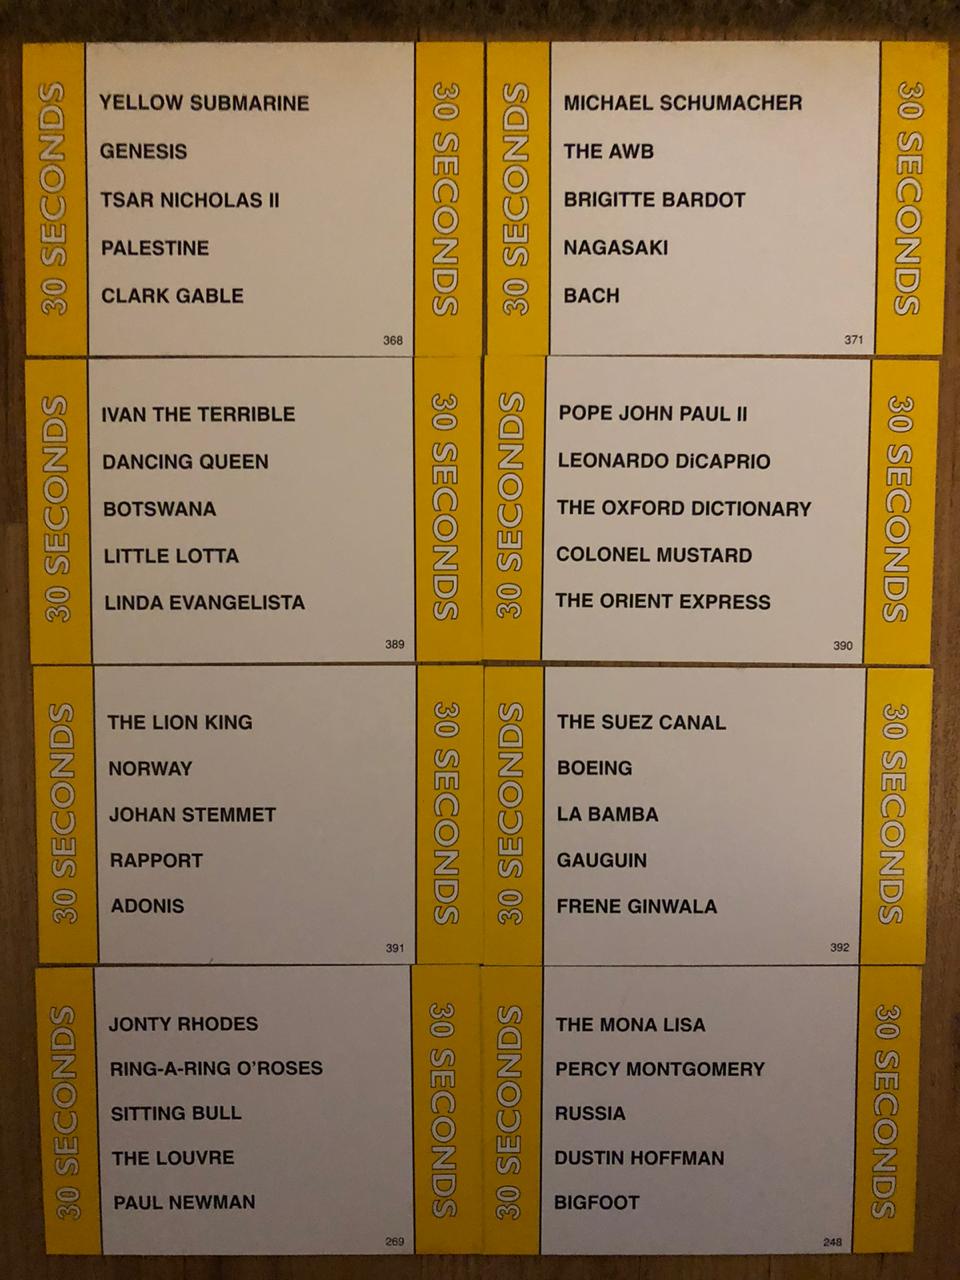 30 SECONDS
YELLOW SUBMARINE
GENESIS
TSAR NICHOLAS II
PALESTINE
CLARK GABLE
368
30 SECONDS
30 SECONDS
MICHAEL SCHUMACHER
THE AWB
BRIGITTE BARDOT
NAGASAKI
BACH
371
30 SECONDS
30 SECONDS
IVAN THE TERRIBLE
DANCING QUEEN
BOTSWANA
LITTLE LOTTA
LINDA EVANGELISTA
389
30 SECONDS
30 SECONDS
POPE JOHN PAUL II
LEONARDO DiCAPRIO
THE OXFORD DICTIONARY
COLONEL MUSTARD
THE ORIENT EXPRESS
390
30 SECONDS
30 SECONDS
THE LION KING
NORWAY
JOHAN STEMMET
RAPPORT
ADONIS
391
30 SECONDS
30 SECONDS
THE SUEZ CANAL
BOEING
LA BAMBA
GAUGUIN
FRENE GINWALA
392
30 SECONDS
30 SECONDS
JONTY RHODES
RING-A-RING O'ROSES
SITTING BULL
THE LOUVRE
PAUL NEWMAN
269
30 SECONDS
30 SECONDS
THE MONA LISA
PERCY MONTGOMERY
RUSSIA
DUSTIN HOFFMAN
BIGFOOT
248
30 SECONDS